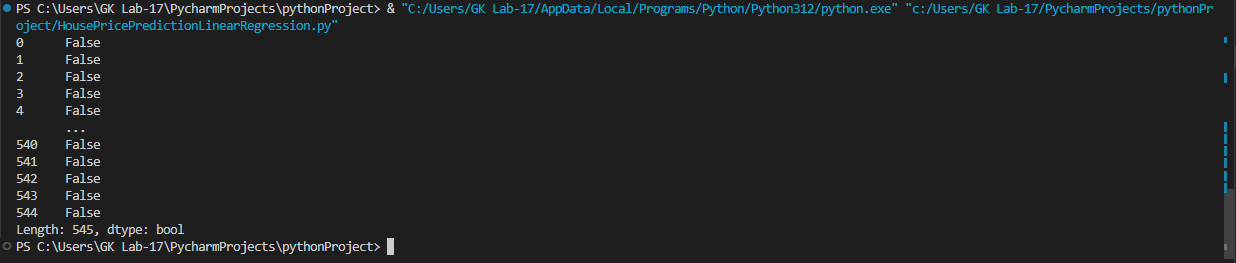 PS C:\Users\GK Lab-17\PycharmProjects\pythonProject> & "C:/Users/GK Lab-17/AppData/Local/Programs/Python/Python312/python.exe" "c:/Users/GK Lab-17/PycharmProjects/pythonPr
oject/HousePricePredictionLinearRegression.py"
0      False
1      False
2      False
3      False
4      False
       ...
540    False
541    False
542    False
543    False
544    False
Length: 545, dtype: bool
PS C:\Users\GK Lab-17\PycharmProjects\pythonProject>